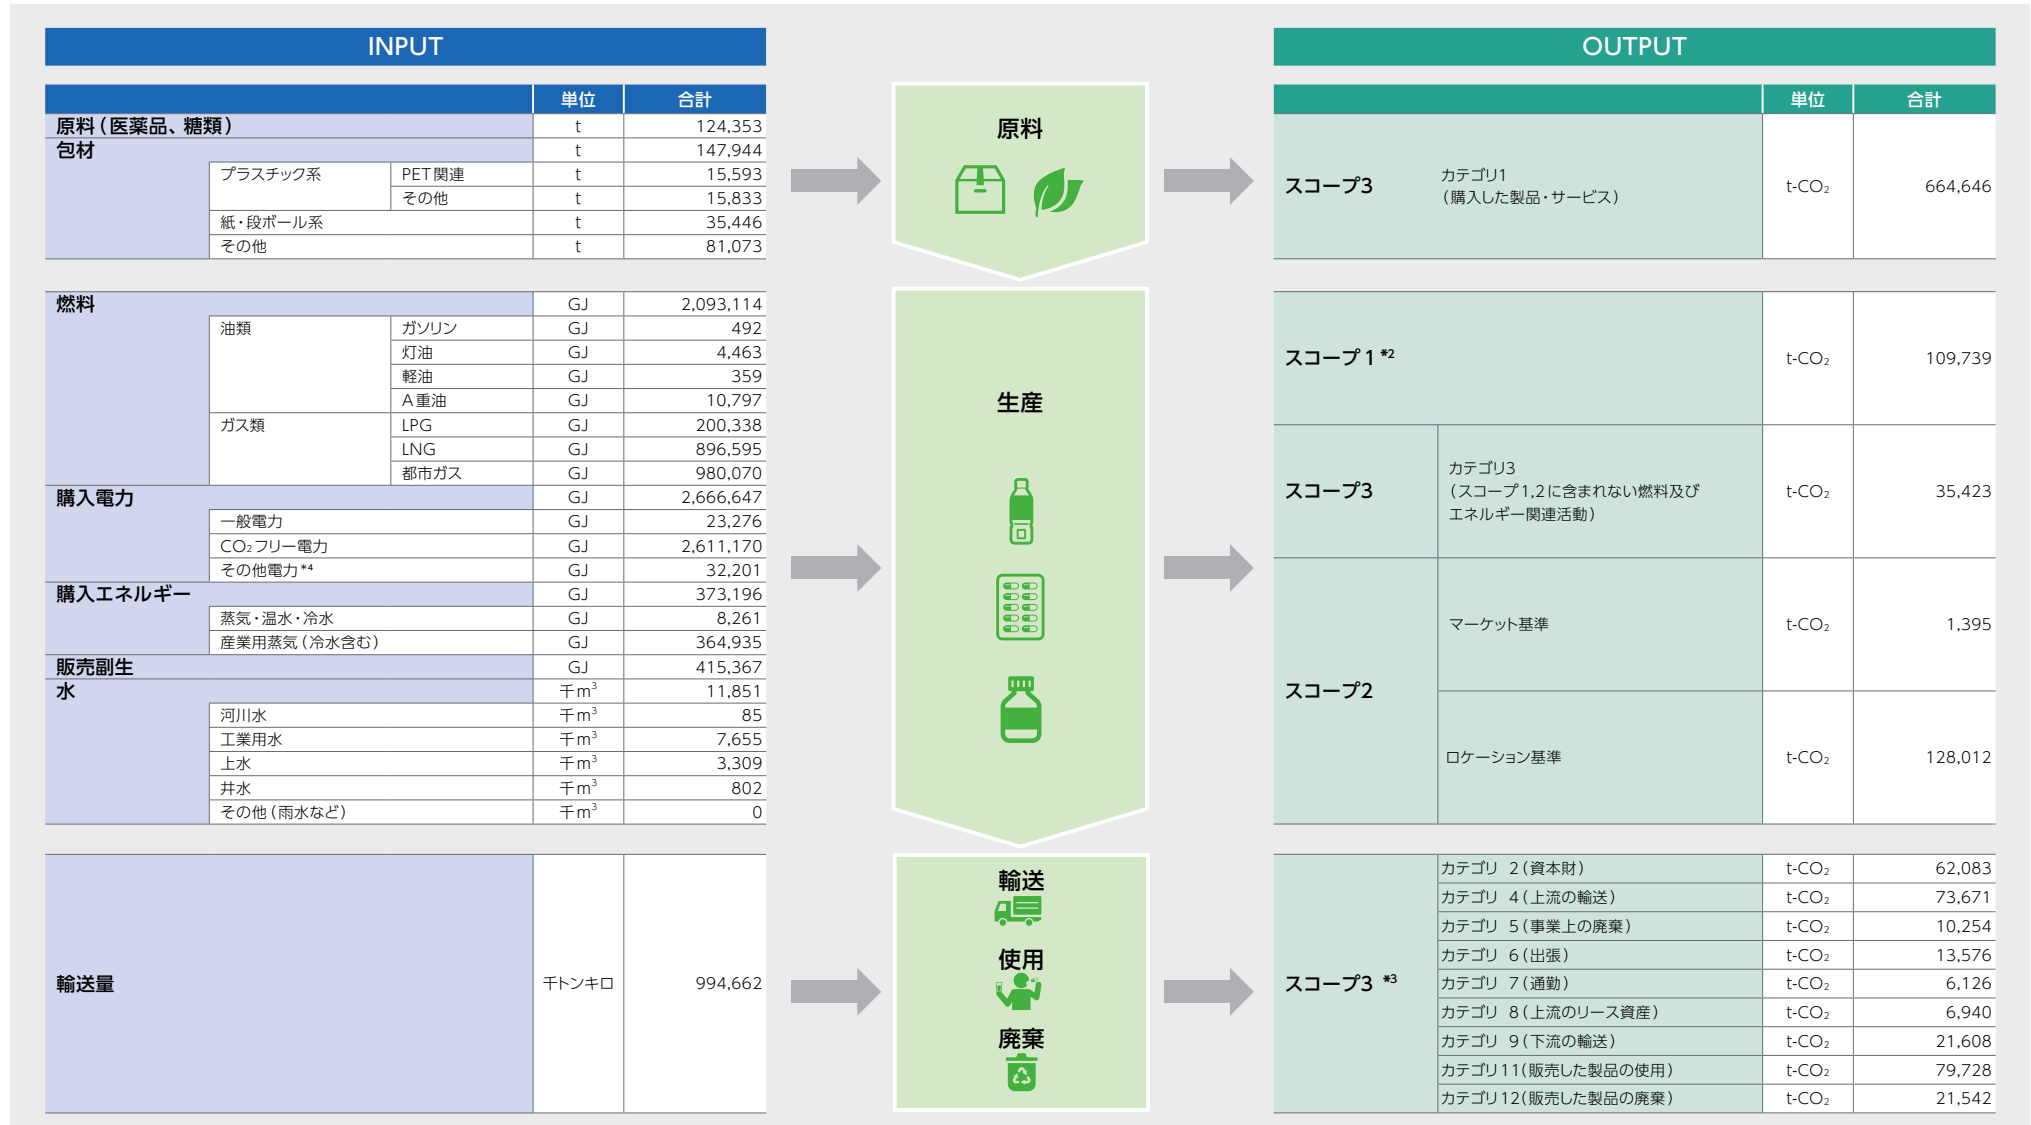 INPUT
単位 合計
原料（医薬品、糖類） t 124,353
包材 t 147,944
プラスチック系 PET関連 t 15,593
その他 t 15,833
紙・段ボール系 t 35,446
その他 t 81,073
燃料 GJ 2,093,114
油類 ガソリン GJ 492
灯油 GJ 4,463
軽油 GJ 359
A重油 GJ 10,797
ガス類 LPG GJ 200,338
LNG GJ 896,595
都市ガス GJ 980,070
購入電力 GJ 2,666,647
一般電力 GJ 23,276
CO₂フリー電力 GJ 2,611,170
その他電力*4 GJ 32,201
購入エネルギー GJ 373,196
蒸気・温水・冷水 GJ 8,261
産業用蒸気（冷水含む） GJ 364,935
販売副生 GJ 415,367
水 千m³ 11,851
河川水 千m³ 85
工業用水 千m³ 7,655
上水 千m³ 3,309
井水 千m³ 802
その他（雨水など） 千m³ 0
輸送量 千トンキロ 994,662
原料
生産
輸送
使用
廃棄
OUTPUT
単位 合計
スコープ3 カテゴリ1
（購入した製品・サービス） t-CO₂ 664,646
スコープ1*2 t-CO₂ 109,739
スコープ3 カテゴリ3
（スコープ1,2に含まれない燃料及び
エネルギー関連活動） t-CO₂ 35,423
スコープ2 マーケット基準 t-CO₂ 1,395
ロケーション基準 t-CO₂ 128,012
スコープ3 *3
カテゴリ 2（資本財） t-CO₂ 62,083
カテゴリ 4（上流の輸送） t-CO₂ 73,671
カテゴリ 5（事業上の廃棄） t-CO₂ 10,254
カテゴリ 6（出張） t-CO₂ 13,576
カテゴリ 7（通勤） t-CO₂ 6,126
カテゴリ 8（上流のリース資産） t-CO₂ 6,940
カテゴリ 9（下流の輸送） t-CO₂ 21,608
カテゴリ11（販売した製品の使用） t-CO₂ 79,728
カテゴリ12（販売した製品の廃棄） t-CO₂ 21,542